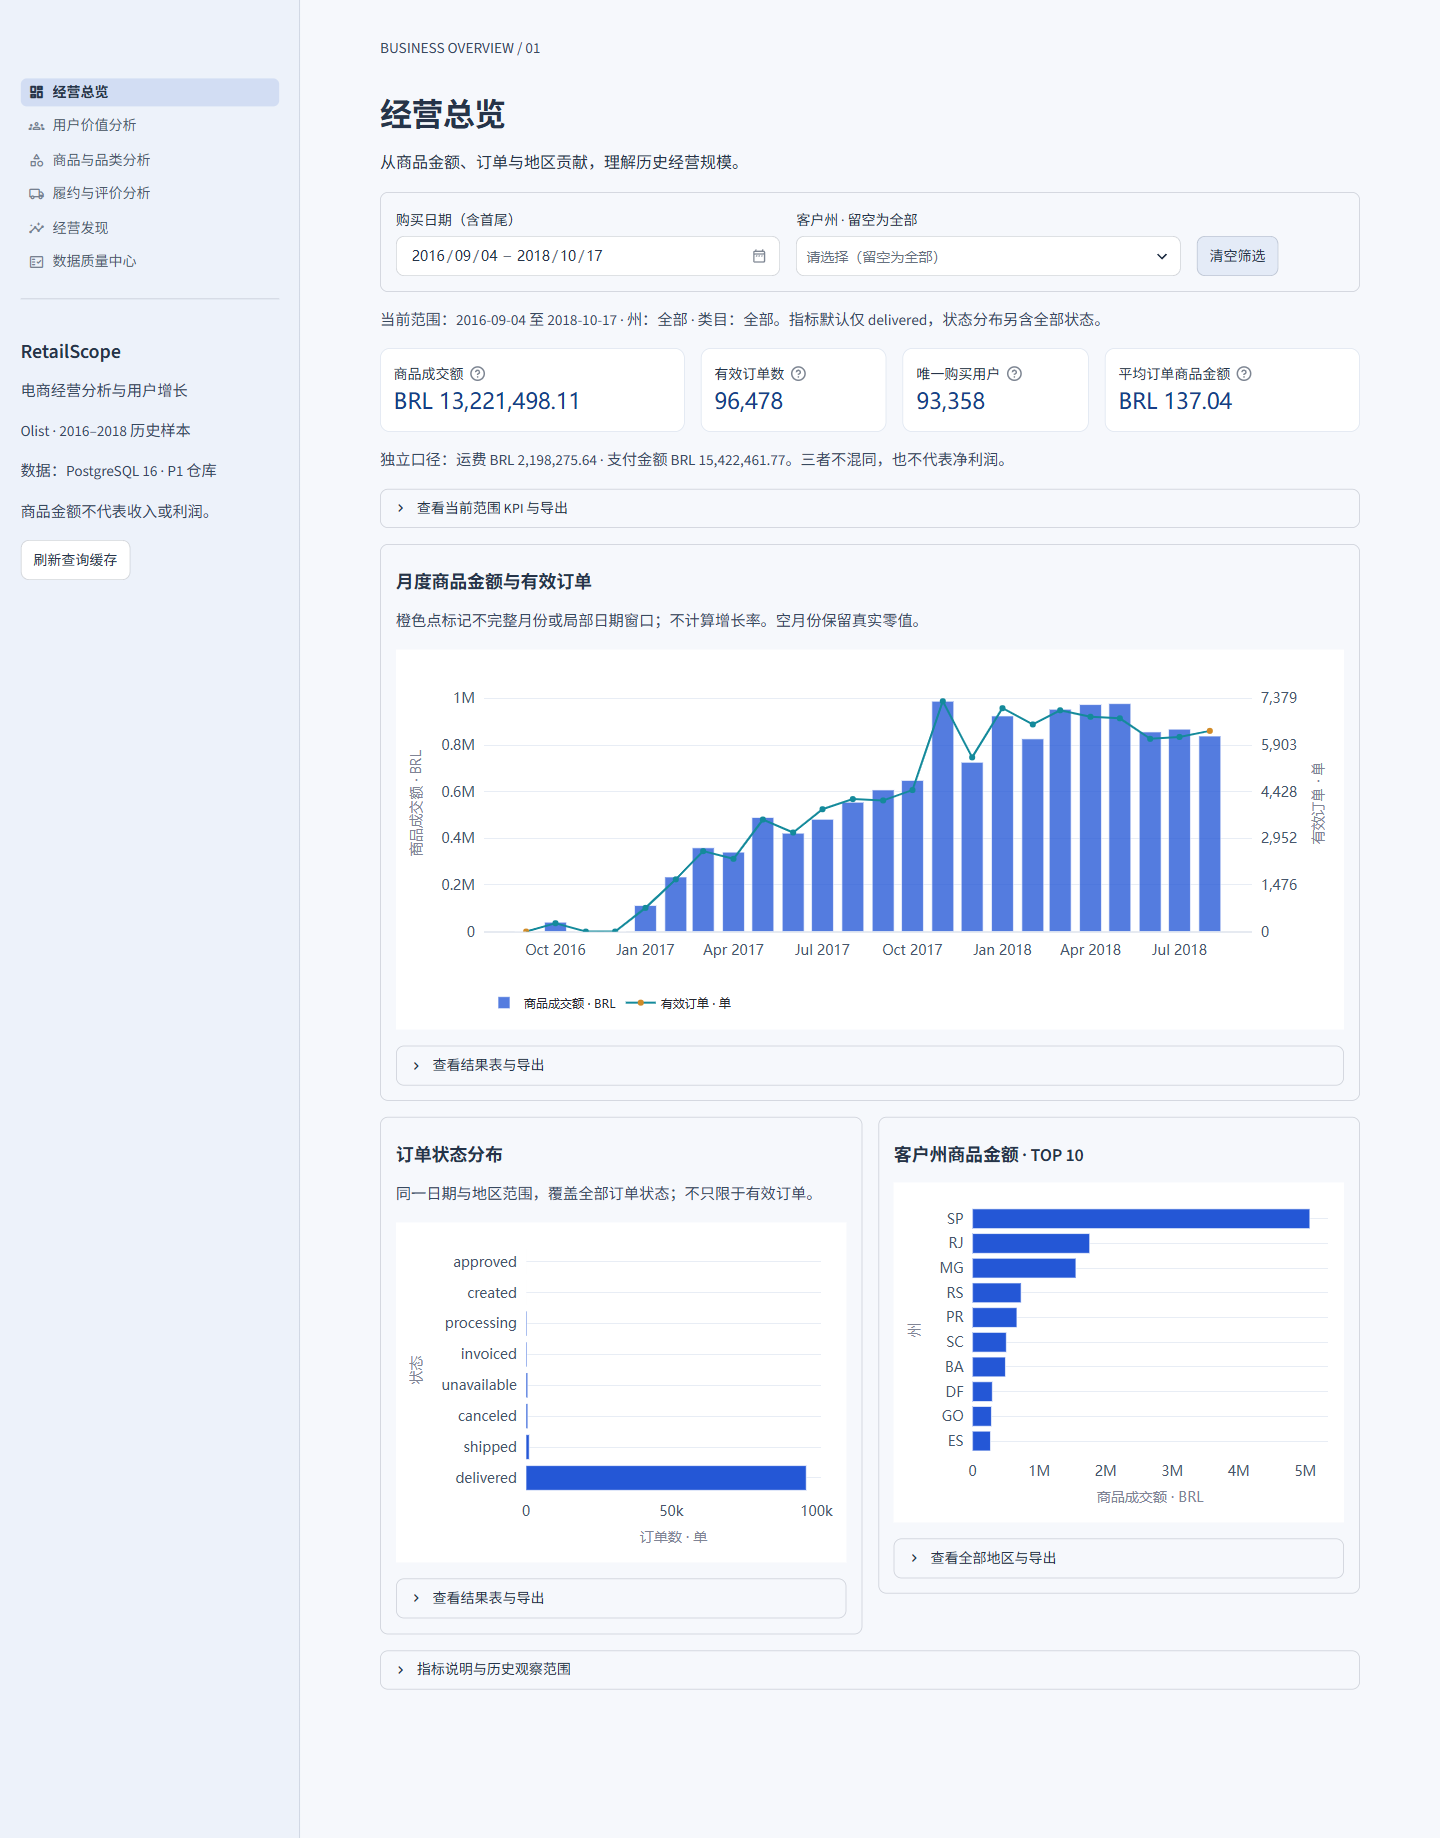 经营总览
用户价值分析
商品与品类分析
履约与评价分析
经营发现
数据质量中心
RetailScope
电商经营分析与用户增长
Olist · 2016–2018 历史样本
数据：PostgreSQL 16 · P1 仓库
商品金额不代表收入或利润。
刷新查询缓存
BUSINESS OVERVIEW / 01
经营总览
从商品金额、订单与地区贡献，理解历史经营规模。
购买日期（含首尾）
客户州 · 留空为全部
2016/09/04 – 2018/10/17
请选择（留空为全部）
清空筛选
当前范围：2016-09-04 至 2018-10-17 · 州：全部 · 类目：全部。指标默认仅 delivered，状态分布另含全部状态。
商品成交额
BRL 13,221,498.11
有效订单数
96,478
唯一购买用户
93,358
平均订单商品金额
BRL 137.04
独立口径：运费 BRL 2,198,275.64 · 支付金额 BRL 15,422,461.77。三者不混同，也不代表净利润。
查看当前范围 KPI 与导出
月度商品金额与有效订单
橙色点标记不完整月份或局部日期窗口；不计算增长率。空月份保留真实零值。
商品成交额 · BRL
1M
0.8M
0.6M
0.4M
0.2M
0
7,379
5,903
4,428
2,952
1,476
0
有效订单 · 单
Oct 2016
Jan 2017
Apr 2017
Jul 2017
Oct 2017
Jan 2018
Apr 2018
Jul 2018
商品成交额 · BRL
有效订单 · 单
查看结果表与导出
订单状态分布
同一日期与地区范围，覆盖全部订单状态；不只限于有效订单。
状态
approved
created
processing
invoiced
unavailable
canceled
shipped
delivered
0
50k
100k
订单数 · 单
查看结果表与导出
客户州商品金额 · TOP 10
州
SP
RJ
MG
RS
PR
SC
BA
DF
GO
ES
0
1M
2M
3M
4M
5M
商品成交额 · BRL
查看全部地区与导出
指标说明与历史观察范围